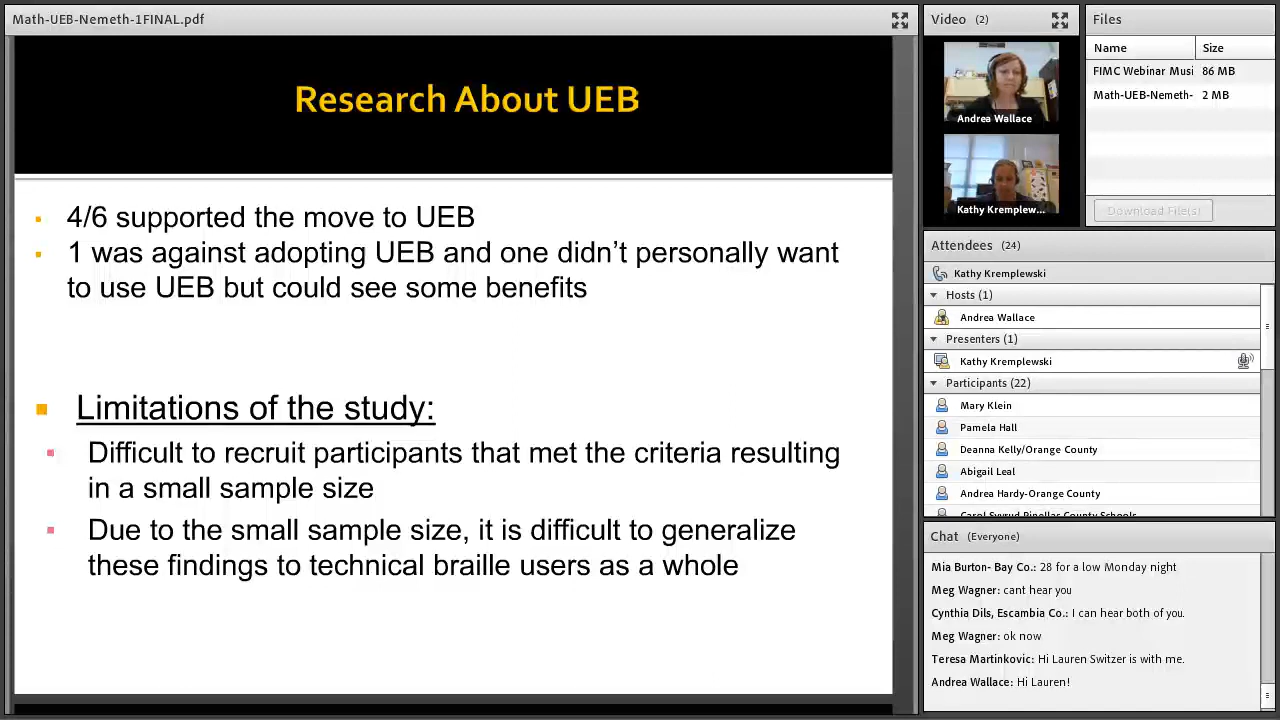 Math-UEB-Nemeth-1FINAL.pdf
Research About UEB
4/6 supported the move to UEB
1 was against adopting UEB and one didn't personally want
to use UEB but could see some benefits
Limitations of the study:
Difficult to recruit participants that met the criteria resulting
in a small sample size
Due to the small sample size, it is difficult to generalize
these findings to technical braille users as a whole
Video (2)
Andrea Wallace
Kathy Kremplew...
Files
Name Size
FIMC Webinar Musi 86 MB
Math-UEB-Nemeth- 2 MB
Download File(s)
Attendees (24)
Kathy Kremplewski
Hosts (1)
Andrea Wallace
Presenters (1)
Kathy Kremplewski
Participants (22)
Mary Klein
Pamela Hall
Deanna Kelly/Orange County
Abigail Leal
Andrea Hardy-Orange County
Pinellas County Schools
Chat (Everyone)
Mia Burton- Bay Co.: 28 for a low Monday night
Meg Wagner: cant hear you
Cynthia Dils, Escambia Co.: I can hear both of you.
Meg Wagner: ok now
Teresa Martinkovic: Hi Lauren Switzer is with me.
Andrea Wallace: Hi Lauren!